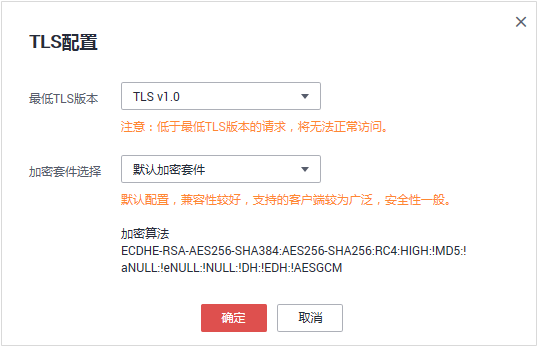 TLS配置
最低TLS版本
TLS v1.0
注意：低于最低TLS版本的请求，将无法正常访问。
加密套件选择
默认加密套件
默认配置，兼容性较好，支持的客户端较为广泛，安全性一般。
加密算法
ECDHE-RSA-AES256-SHA384:AES256-SHA256:RC4:HIGH:!MD5:!
aNULL:!eNULL:!NULL:!DH:!EDH:!AESGCM
确定
取消